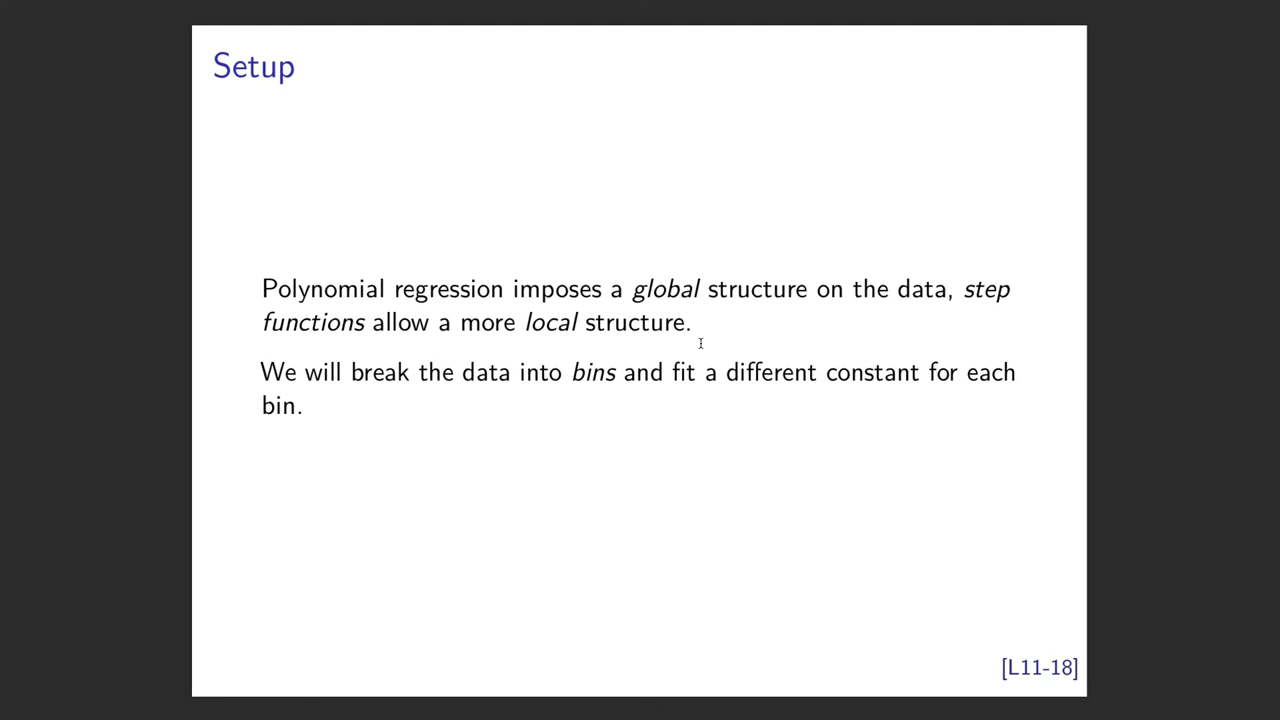 Setup
Polynomial regression imposes a global structure on the data, step
functions allow a more local structure.
We will break the data into bins and fit a different constant for each
bin.
[L11-18]